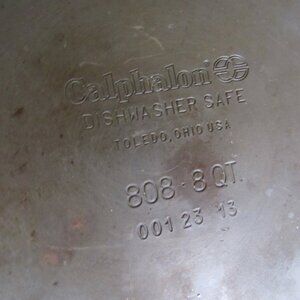 Calphalon®
DISHWASHER SAFE
TOLEDO, OHIO USA
808 - 8 QT.
001 23 13